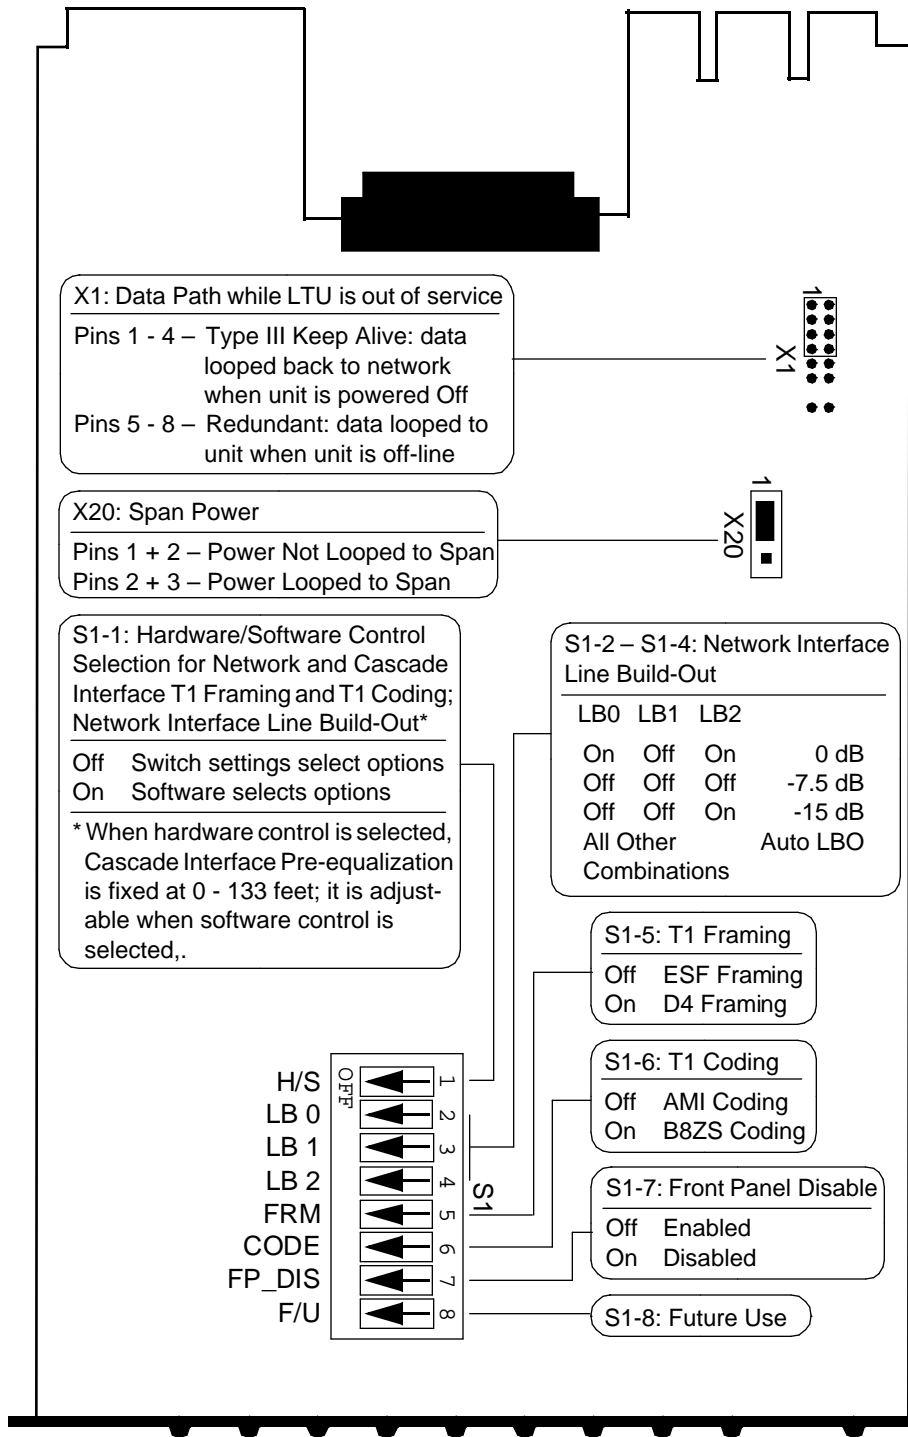 X1: Data Path while LTU is out of service
Pins 1 - 4 – Type III Keep Alive: data
looped back to network
when unit is powered Off
Pins 5 - 8 – Redundant: data looped to
unit when unit is off-line
1
X1
X20: Span Power
Pins 1 + 2 – Power Not Looped to Span
Pins 2 + 3 – Power Looped to Span
1
X20
S1-1: Hardware/Software Control
Selection for Network and Cascade
Interface T1 Framing and T1 Coding;
Network Interface Line Build-Out*
Off Switch settings select options
On Software selects options
* When hardware control is selected,
Cascade Interface Pre-equalization
is fixed at 0 - 133 feet; it is adjust-
able when software control is
selected,.
S1-2 – S1-4: Network Interface
Line Build-Out
LB0 LB1 LB2
On Off On 0 dB
Off Off Off -7.5 dB
Off Off On -15 dB
All Other Auto LBO
Combinations
S1-5: T1 Framing
Off ESF Framing
On D4 Framing
S1-6: T1 Coding
Off AMI Coding
On B8ZS Coding
S1-7: Front Panel Disable
Off Enabled
On Disabled
S1-8: Future Use
OFF
H/S 1
LB 0 2
LB 1 3
LB 2 4
FRM 5
CODE 6
FP_DIS 7
F/U 8
S1